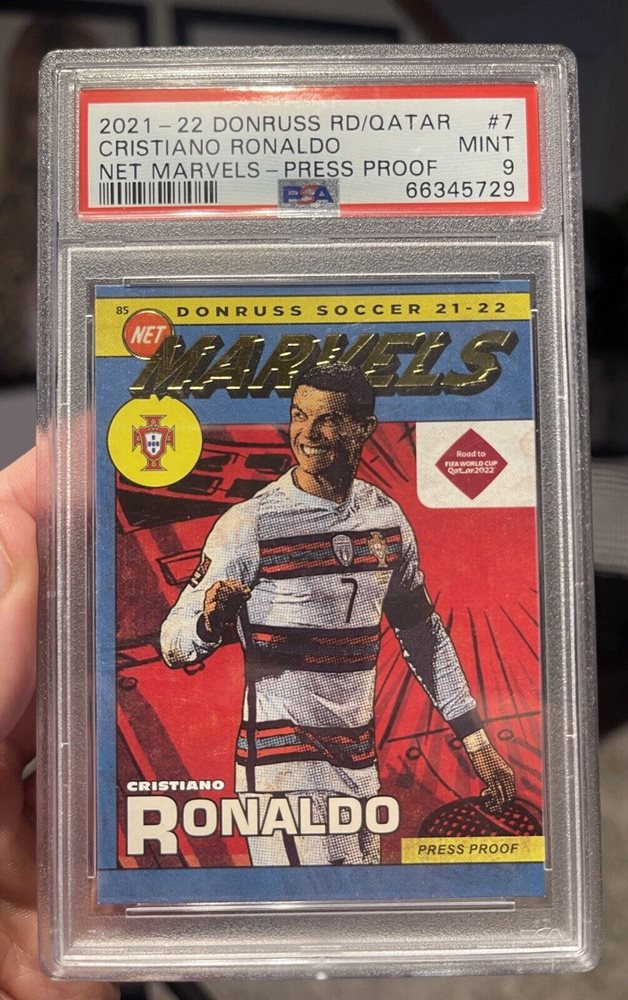 2021-22 DONRUSS RD/QATAR #7
CRISTIANO RONALDO MINT
NET MARVELS-PRESS PROOF 9
PSA 66345729
85 DONRUSS SOCCER 21-22
NET
MARVELS
Road to
FIFA WORLD CUP
Qatar2022
7
CRISTIANO
RONALDO
PRESS PROOF